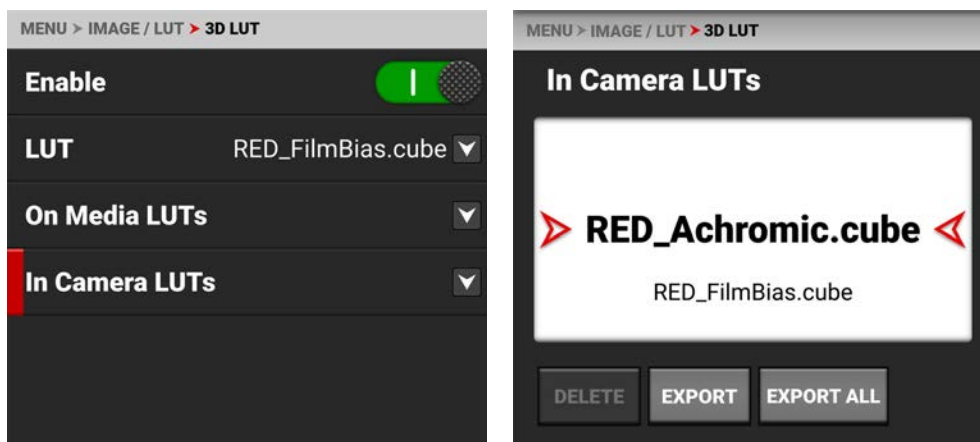 MENU > IMAGE / LUT > 3D LUT
Enable
LUT RED_FilmBias.cube
On Media LUTs
In Camera LUTs
MENU > IMAGE / LUT > 3D LUT
In Camera LUTs
RED_Achromic.cube
RED_FilmBias.cube
DELETE EXPORT EXPORT ALL